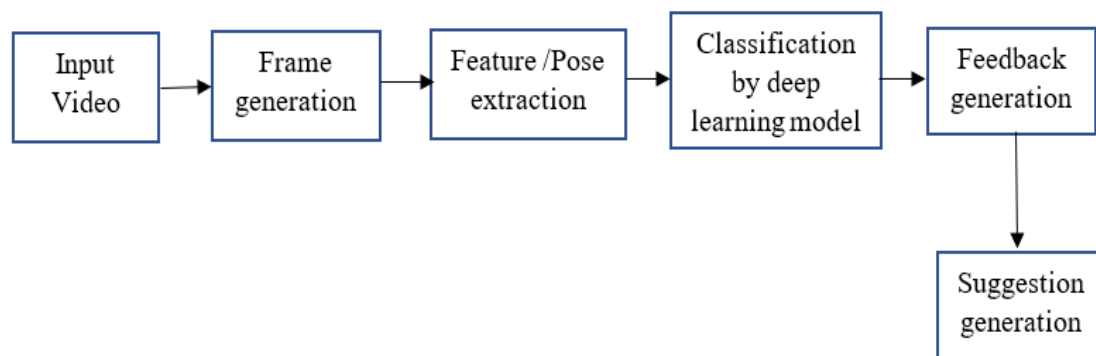 Input
Video
Frame
generation
Feature /Pose
extraction
Classification
by deep
learning model
Feedback
generation
Suggestion
generation